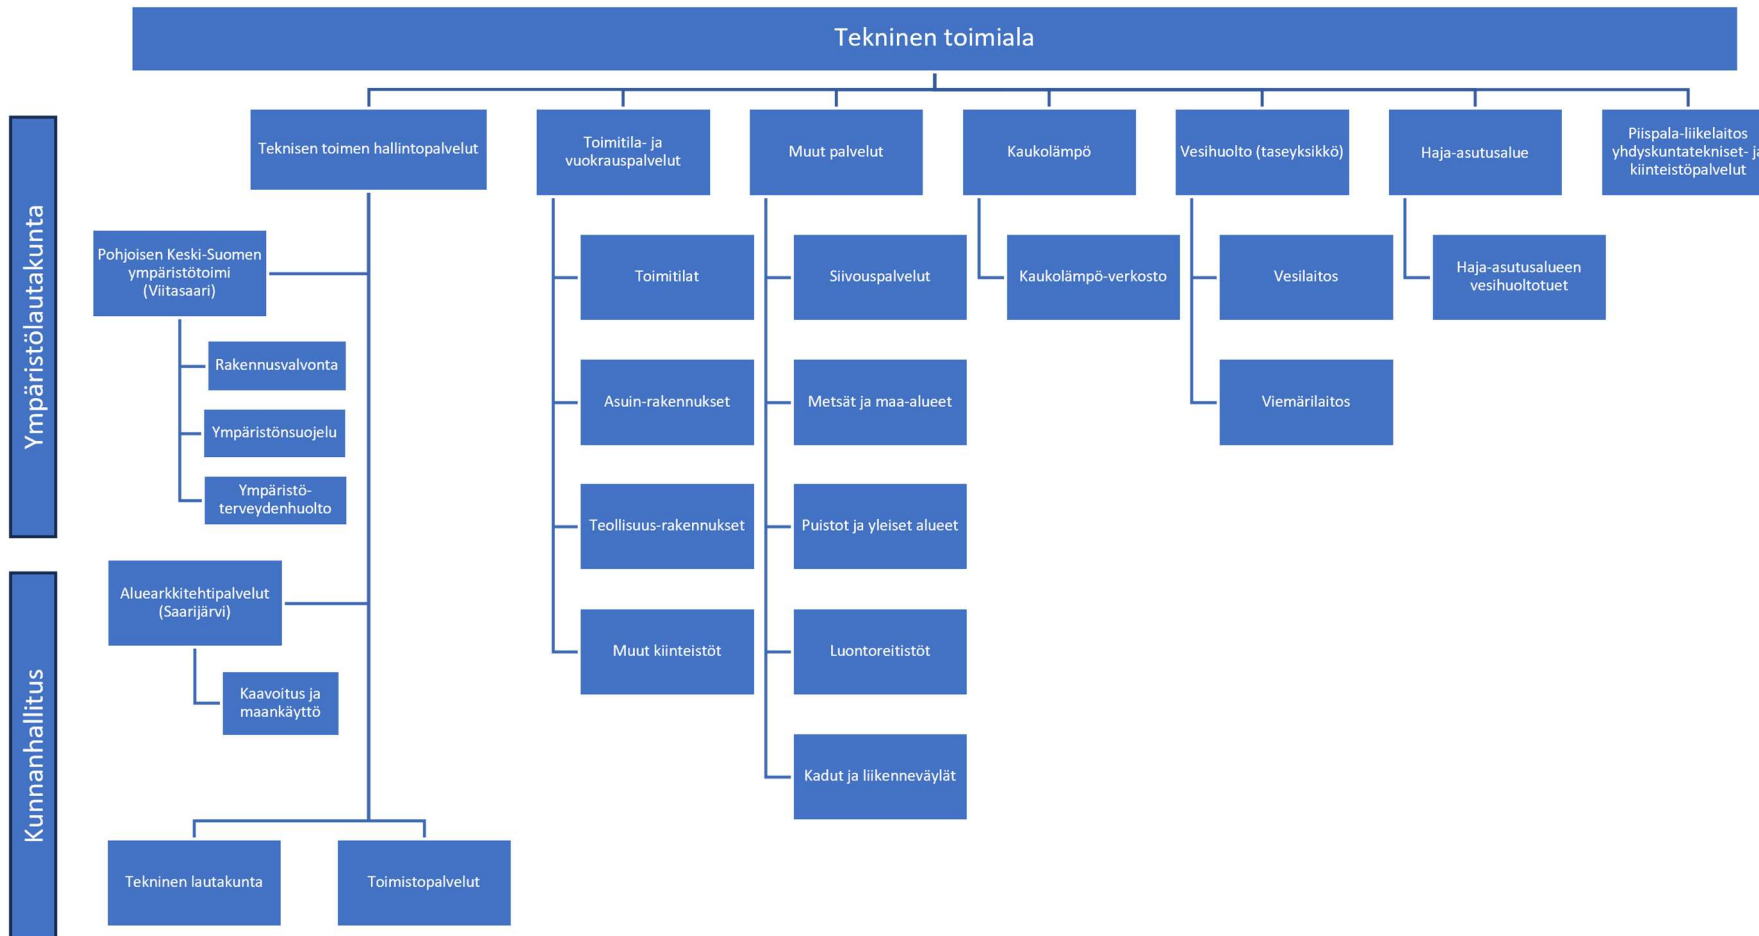 Tekninen toimiala
Ympäristölautakunta
Kunnanhallitus
Teknisen toimen hallintopalvelut
Pohjoisen Keski-Suomen
ympäristötoimi
(Viitasaari)
Rakennusvalvonta
Ympäristönsuojelu
Ympäristö-
terveydenhuolto
Aluearkkitehtipalvelut
(Saarijärvi)
Kaavoitus ja
maankäyttö
Tekninen lautakunta
Toimistopalvelut
Toimitila- ja
vuokrauspalvelut
Toimitilat
Asuin-rakennukset
Teollisuus-rakennukset
Muut kiinteistöt
Muut palvelut
Siivouspalvelut
Metsät ja maa-alueet
Puistot ja yleiset alueet
Luontoreitistöt
Kadut ja liikenneväylät
Kaukolämpö
Kaukolämpö-verkosto
Vesihuolto (taseyksikkö)
Vesilaitos
Viemärilaitos
Haja-asutusalue
Haja-asutusalueen
vesihuoltotuet
Piispala-liikelaitos
yhdyskuntatekniset- ja
kiinteistöpalvelut